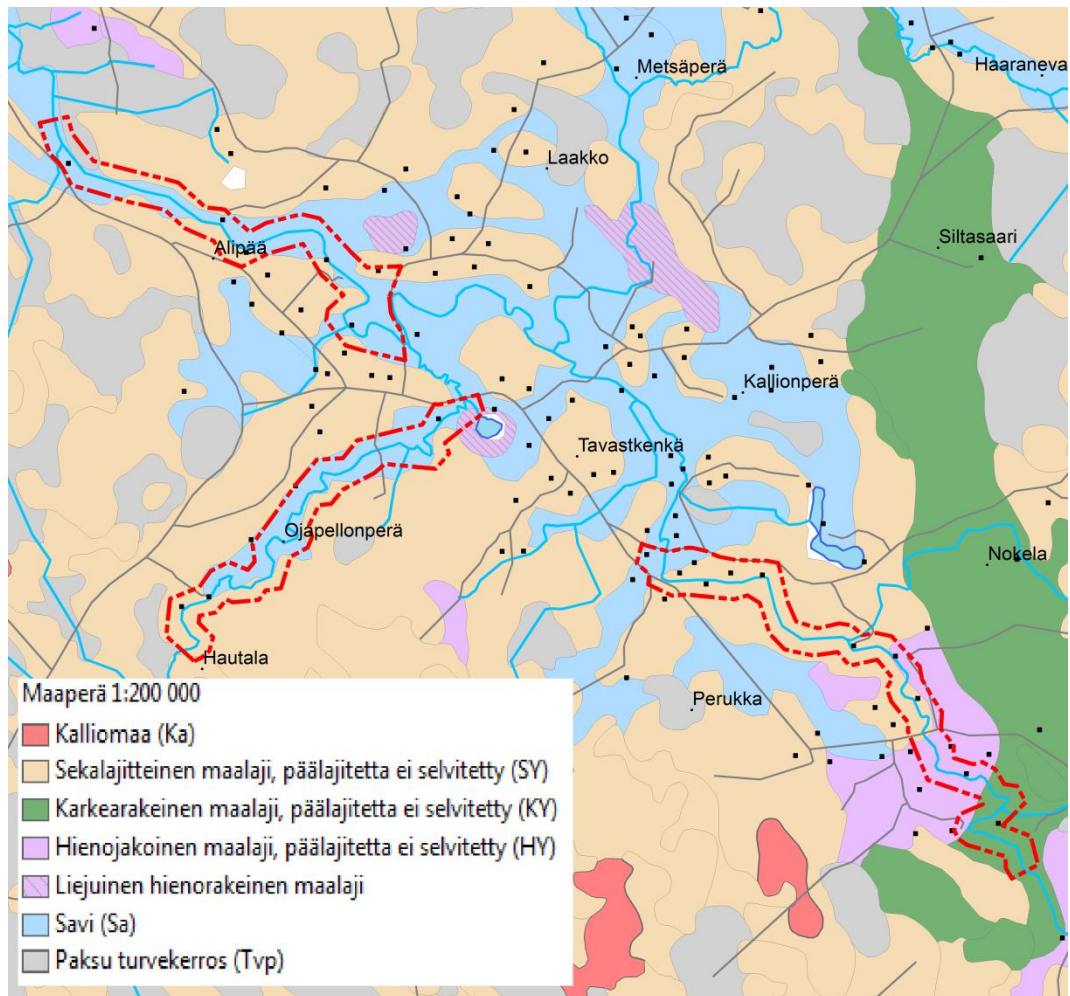 Metsäperä
Haaraneva
Laakko
Siltasaari
Alipää
Kallionperä
Tavastkenkä
Ojapellonperä
Nokela
Hautala
Perukka
Maaperä 1:200 000
Kalliomaa (Ka)
Sekalajitteinen maalaji, päälajitetta ei selvitetty (SY)
Karkearakeinen maalaji, päälajitetta ei selvitetty (KY)
Hienojakoinen maalaji, päälajitetta ei selvitetty (HY)
Liejuinen hienorakeinen maalaji
Savi (Sa)
Paksu turvekerros (Tvp)